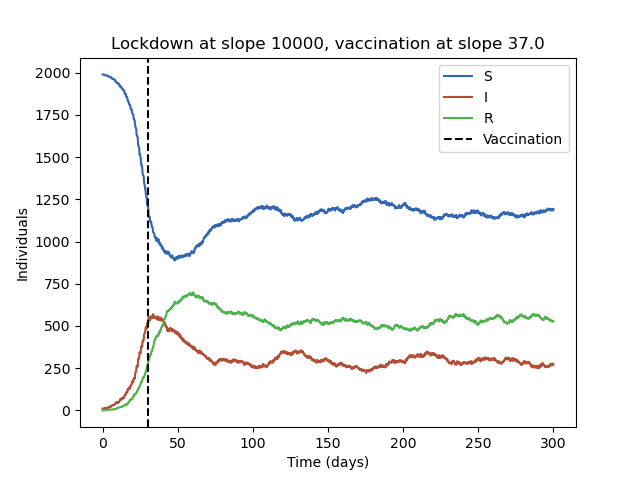 Lockdown at slope 10000, vaccination at slope 37.0
S
I
R
Vaccination
2000
1750
1500
1250
1000
750
500
250
0
Individuals
0 50 100 150 200 250 300
Time (days)